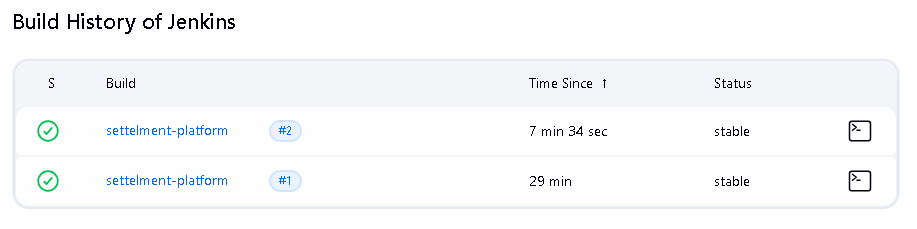 Build History of Jenkins
S Build Time Since ↑ Status
settelment-platform #2 7 min 34 sec stable
settelment-platform #1 29 min stable